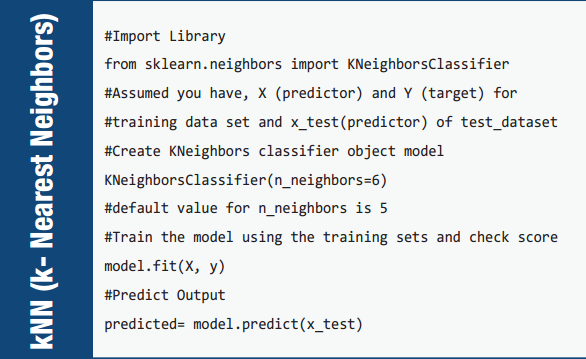 kNN (k- Nearest Neighbors)
#Import Library
from sklearn.neighbors import KNeighborsClassifier
#Assumed you have, X (predictor) and Y (target) for
#training data set and x_test(predictor) of test_dataset
#Create KNeighbors classifier object model
KNeighborsClassifier(n_neighbors=6)
#default value for n_neighbors is 5
#Train the model using the training sets and check score
model.fit(X, y)
#Predict Output
predicted= model.predict(x_test)